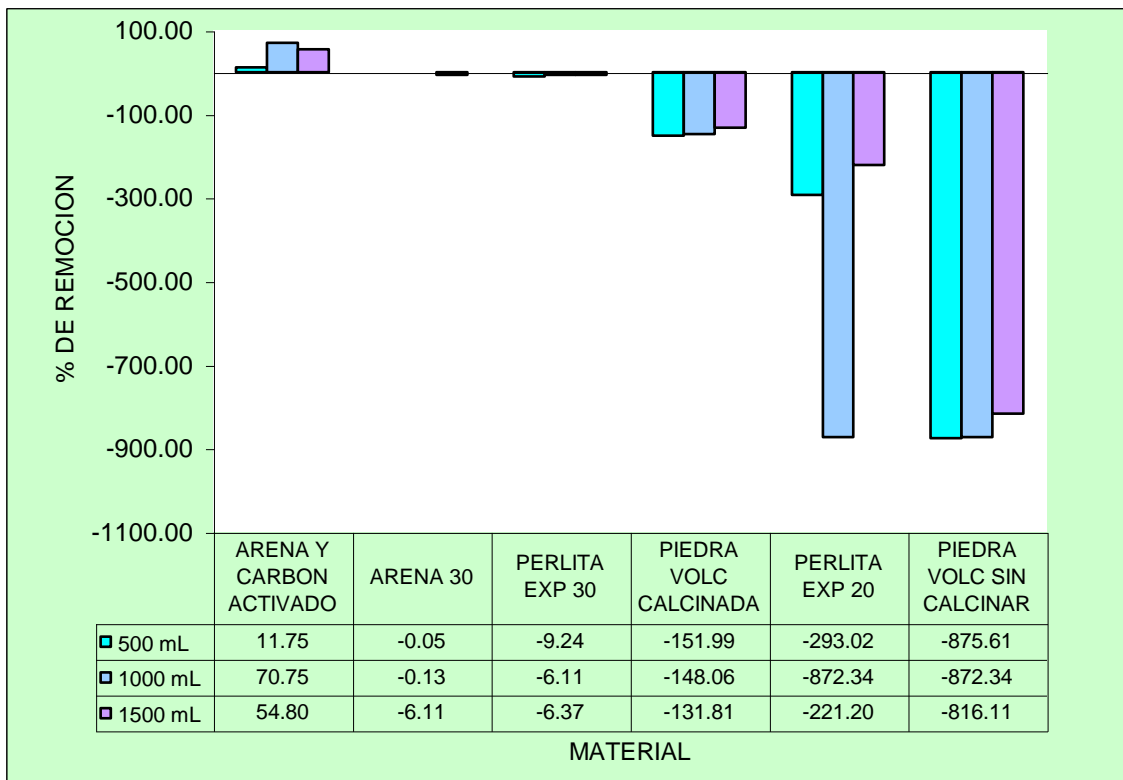 100.00
-100.00
-300.00
-500.00
-700.00
-900.00
-1100.00
% DE REMOCION
ARENA Y CARBON ACTIVADO
ARENA 30
PERLITA EXP 30
PIEDRA VOLC CALCINADA
PERLITA EXP 20
PIEDRA VOLC SIN CALCINAR
500 mL 11.75 -0.05 -9.24 -151.99 -293.02 -875.61
1000 mL 70.75 -0.13 -6.11 -148.06 -872.34 -872.34
1500 mL 54.80 -6.11 -6.37 -131.81 -221.20 -816.11
MATERIAL